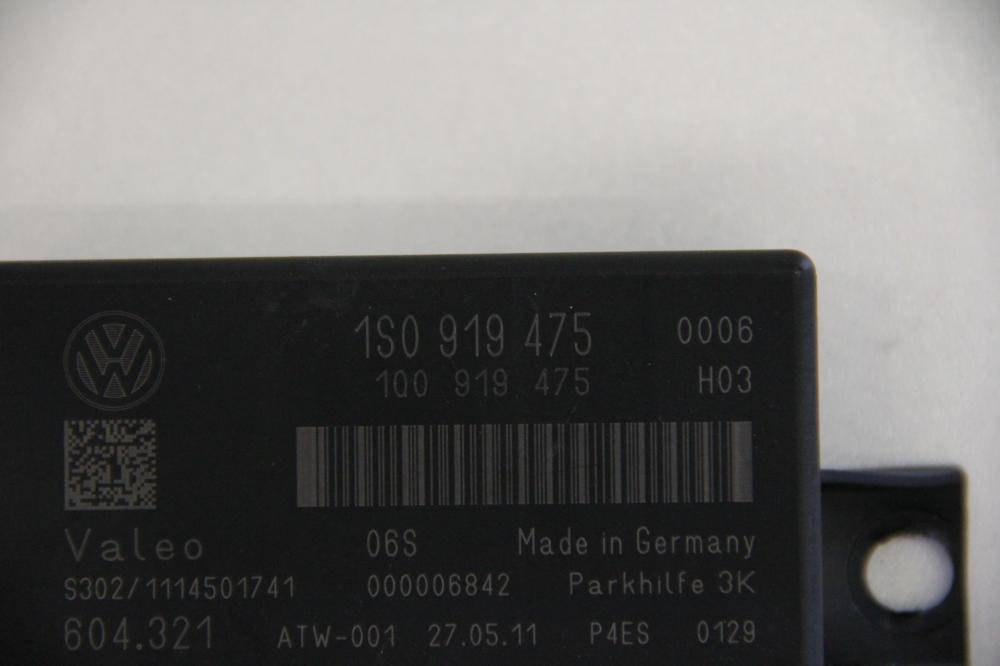 1S0 919 475 0006
1Q0 919 475 H03
Valeo 06S Made in Germany
S302/1114501741 000006842 Parkhilfe 3K
604.321 ATW-001 27.05.11 P4ES 0129